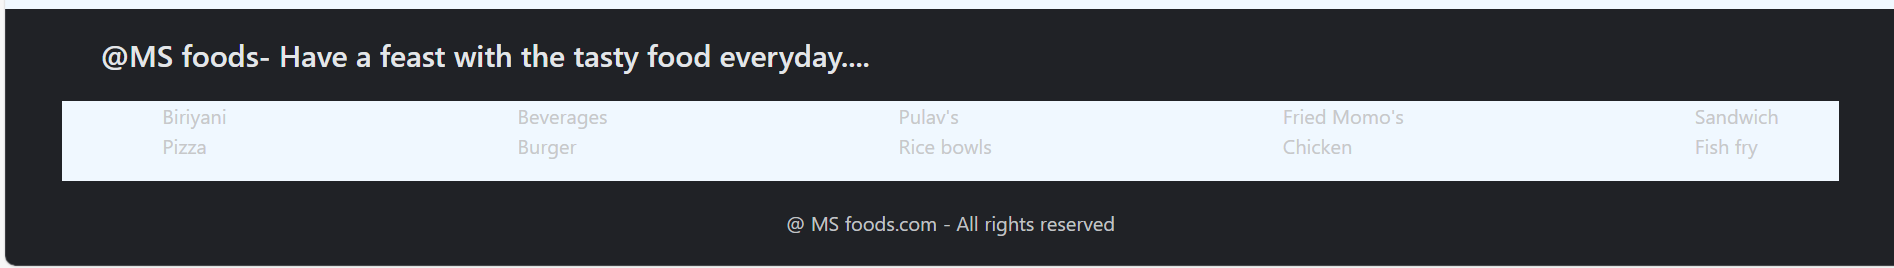 @MS foods- Have a feast with the tasty food everyday....
Biriyani Beverages Pulav's Fried Momo's Sandwich
Pizza Burger Rice bowls Chicken Fish fry
@ MS foods.com - All rights reserved